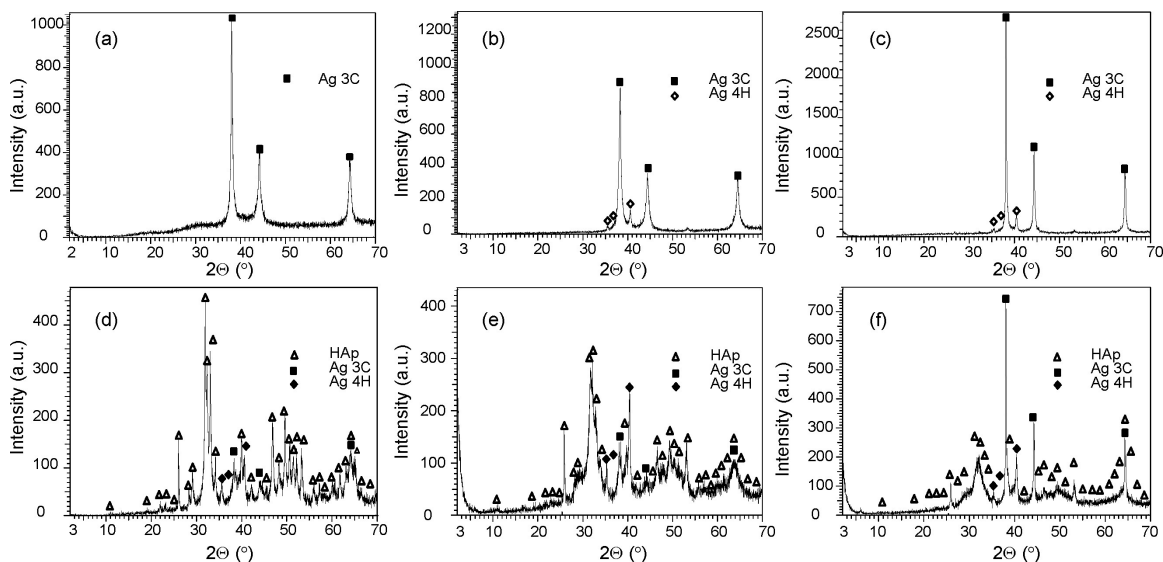 (a)
Ag 3C
Intensity (a.u.)
1000
800
600
400
200
0
2 10 20 30 40 50 60 70
2Θ (°)
(b)
Ag 3C
Ag 4H
Intensity (a.u.)
1200
1000
800
600
400
200
0
2 10 20 30 40 50 60 70
2Θ (°)
(c)
Ag 3C
Ag 4H
Intensity (a.u.)
2500
2000
1500
1000
500
0
3 10 20 30 40 50 60 70
2Θ (°)
(d)
HAp
Ag 3C
Ag 4H
Intensity (a.u.)
400
300
200
100
0
3 10 20 30 40 50 60 70
2Θ (°)
(e)
HAp
Ag 3C
Ag 4H
Intensity (a.u.)
400
300
200
100
0
3 10 20 30 40 50 60 70
2Θ (°)
(f)
HAp
Ag 3C
Ag 4H
Intensity (a.u.)
700
600
500
400
300
200
100
0
3 10 20 30 40 50 60 70
2Θ (°)